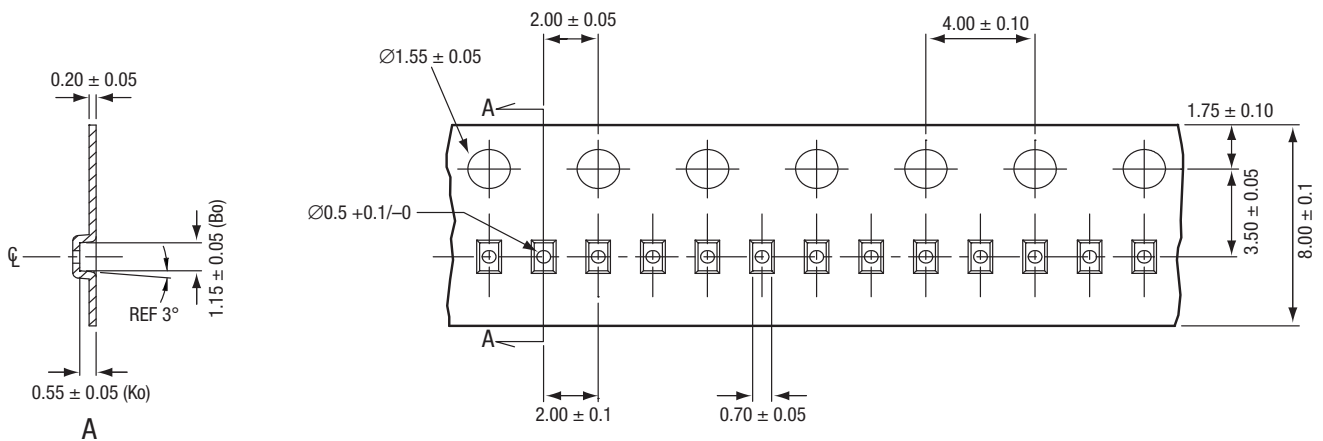 2.00 ± 0.05
4.00 ± 0.10
Ø1.55 ± 0.05
0.20 ± 0.05
A
1.75 ± 0.10
Ø0.5 +0.1/–0
3.50 ± 0.05
8.00 ± 0.1
℄
1.15 ± 0.05 (Bo)
REF 3°
A
0.55 ± 0.05 (Ko)
2.00 ± 0.1
0.70 ± 0.05
A